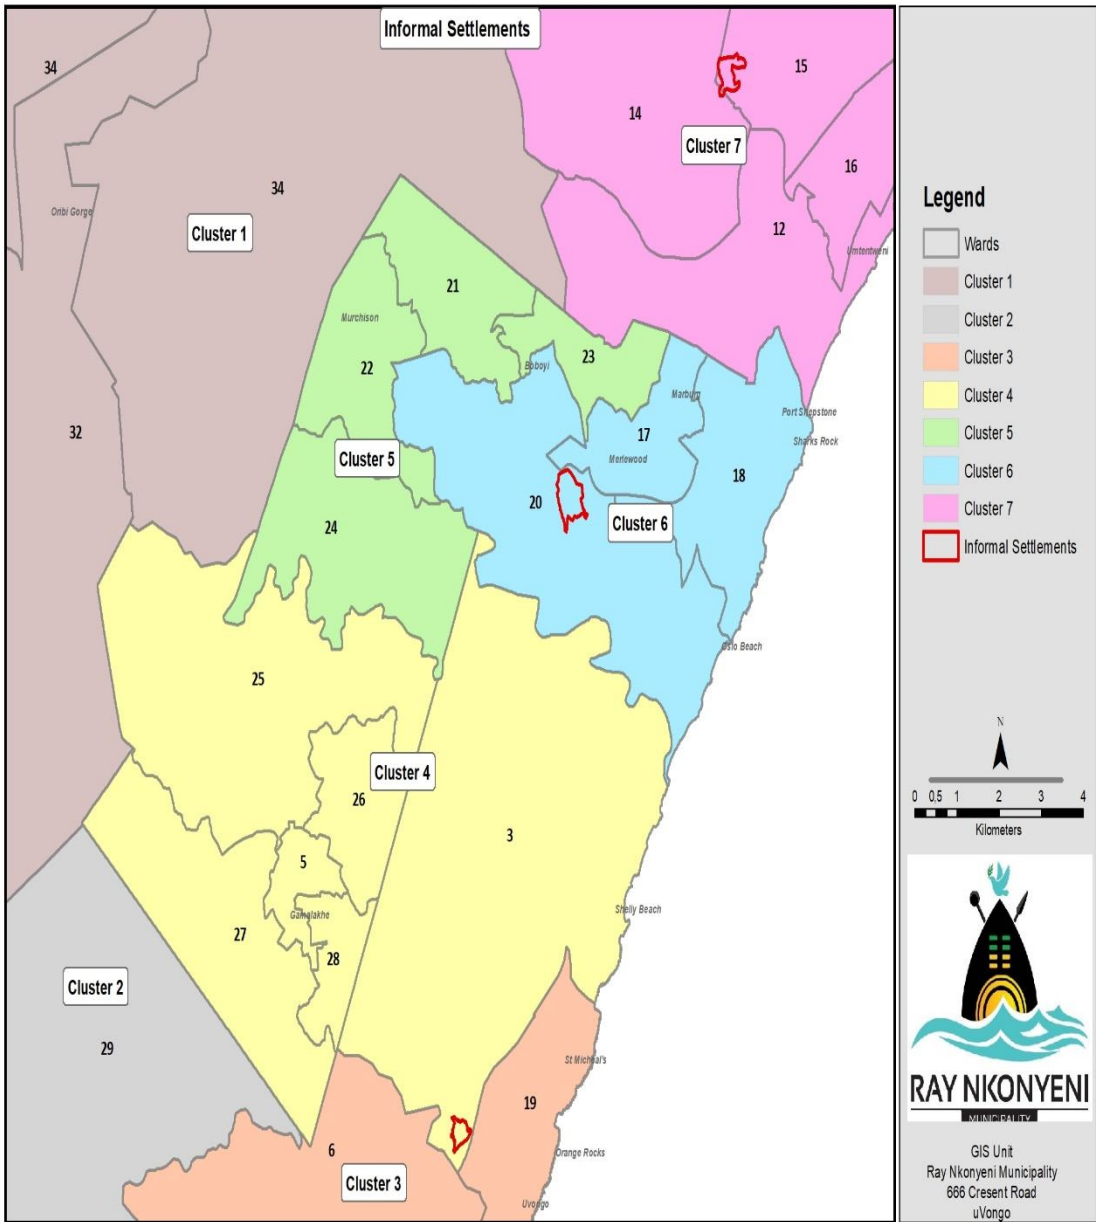 Informal Settlements
34
15
14
Cluster 7
16
34
Oribi Gorge
Cluster 1
12
Umtentweni
21
Murchison
23
22
Boboyi
Marburg
32
Port Shepstone
17
Sharks Rock
Cluster 5
Merlewood
18
20
Cluster 6
24
Oslo Beach
25
Cluster 4
26
3
5
Shelly Beach
Gamalakhe
27
28
Cluster 2
29
St Micheal's
19
6
Orange Rocks
Cluster 3
Uvongo
Legend
Wards
Cluster 1
Cluster 2
Cluster 3
Cluster 4
Cluster 5
Cluster 6
Cluster 7
Informal Settlements
N
0 0,5 1 2 3 4
Kilometers
RAY NKONYENI
MUNICIPALITY
GIS Unit
Ray Nkonyeni Municipality
666 Cresent Road
uVongo